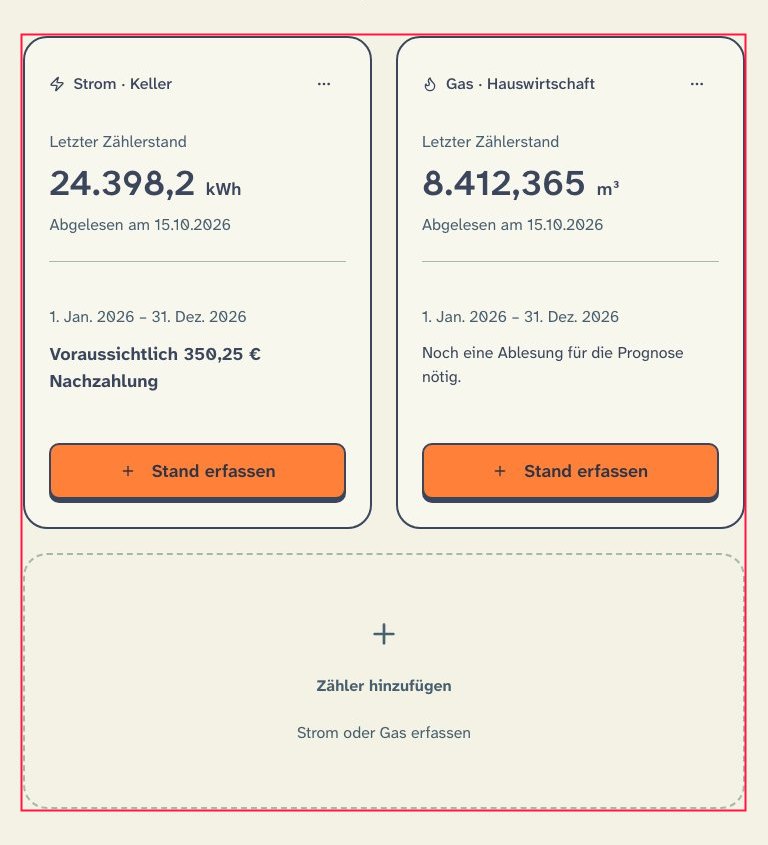 Strom · Keller
Letzter Zählerstand
24.398,2 kWh
Abgelesen am 15.10.2026
1. Jan. 2026 – 31. Dez. 2026
Voraussichtlich 350,25 €
Nachzahlung
+ Stand erfassen
Gas · Hauswirtschaft
Letzter Zählerstand
8.412,365 m³
Abgelesen am 15.10.2026
1. Jan. 2026 – 31. Dez. 2026
Noch eine Ablesung für die Prognose
nötig.
+ Stand erfassen
+
Zähler hinzufügen
Strom oder Gas erfassen